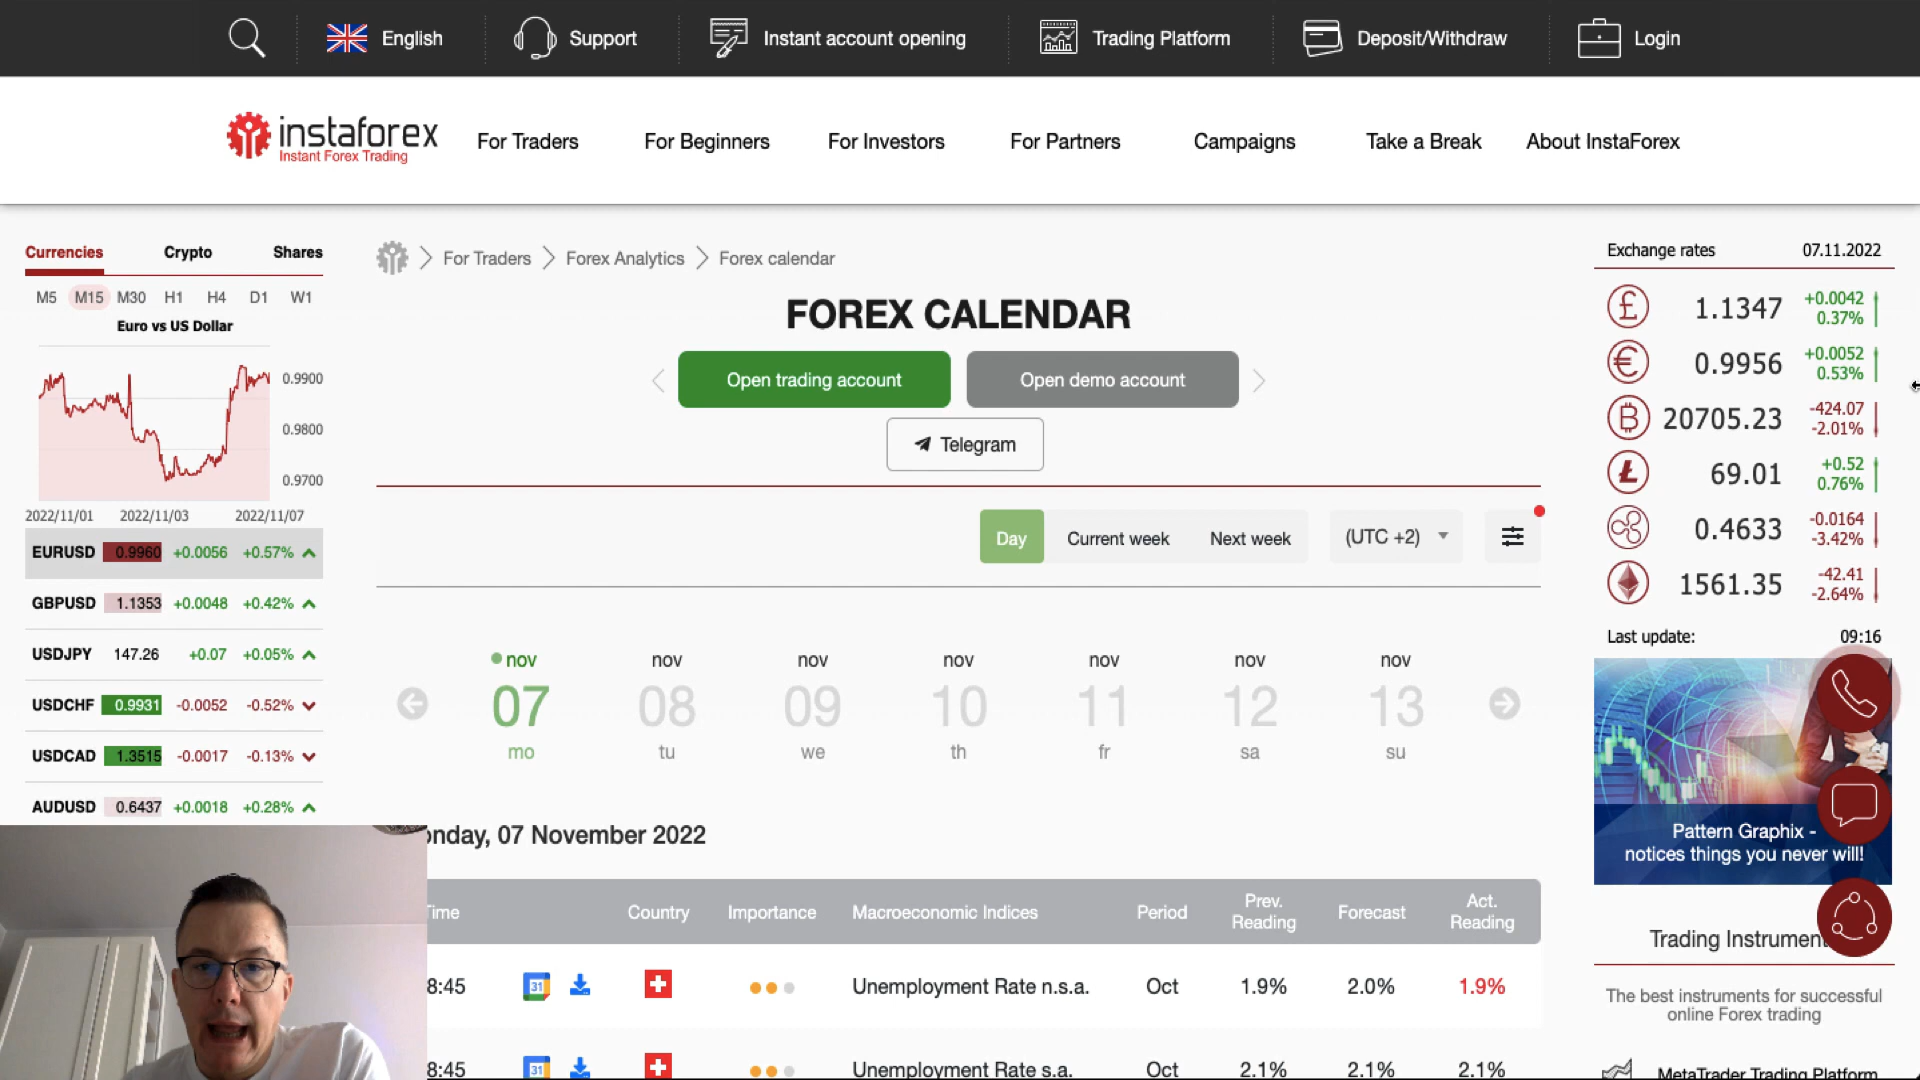 English
Support
Instant account opening
Trading Platform
Deposit/Withdraw
Login
instaforex
Instant Forex Trading
For Traders
For Beginners
For Investors
For Partners
Campaigns
Take a Break
About InstaForex
Currencies Crypto Shares
M5 M15 M30 H1 H4 D1 W1
Euro vs US Dollar
0.9900
0.9800
0.9700
2022/11/01 2022/11/03 2022/11/07
EURUSD 0.9960 +0.0056 +0.57%
GBPUSD 1.1353 +0.0048 +0.42%
USDJPY 147.26 +0.07 +0.05%
USDCHF 0.9931 -0.0052 -0.52%
USDCAD 1.3515 -0.0017 -0.13%
AUDUSD 0.6437 +0.0018 +0.28%
For Traders Forex Analytics Forex calendar
FOREX CALENDAR
Open trading account
Open demo account
Telegram
Day Current week Next week (UTC +2)
nov nov nov nov nov nov nov
07 08 09 10 11 12 13
mo tu we th fr sa su
onday, 07 November 2022
Time Country Importance Macroeconomic Indices Period Prev. Reading Forecast Act. Reading
8:45 31 Unemployment Rate n.s.a. Oct 1.9% 2.0% 1.9%
8:45 31 Unemployment Rate s.a. Oct 2.1% 2.1% 2.1%
Exchange rates 07.11.2022
1.1347 +0.0042 0.37%
0.9956 +0.0052 0.53%
20705.23 -424.07 -2.01%
69.01 +0.52 0.76%
0.4633 -0.0164 -3.42%
1561.35 -42.41 -2.64%
Last update: 09:16
Pattern Graphix -
notices things you never will!
Trading Instrument
The best instruments for successful
online Forex trading
MetaTrader Trading Platform